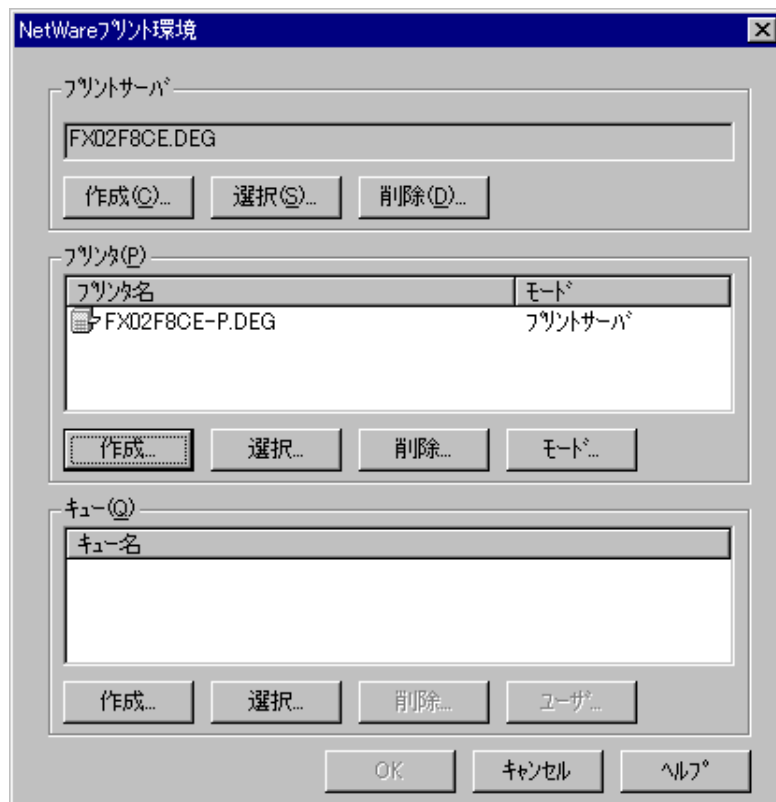 NetWareﾌﾟﾘﾝﾄ環境
ﾌﾟﾘﾝﾄｻｰﾊﾞ
FX02F8CE.DEG
作成(C)... 選択(S)... 削除(D)...
ﾌﾟﾘﾝﾀ(P)
ﾌﾟﾘﾝﾀ名 ﾓｰﾄﾞ
FX02F8CE-P.DEG ﾌﾟﾘﾝﾄｻｰﾊﾞ
作成... 選択... 削除... ﾓｰﾄﾞ...
ｷｭｰ(Q)
ｷｭｰ名
作成... 選択... 削除... ﾕｰｻﾞ...
OK ｷｬﾝｾﾙ ﾍﾙﾌﾟ